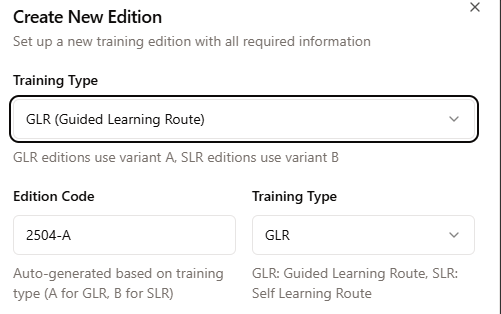 Create New Edition
Set up a new training edition with all required information
Training Type
GLR (Guided Learning Route)
GLR editions use variant A, SLR editions use variant B
Edition Code
Training Type
2504-A
GLR
Auto-generated based on training
type (A for GLR, B for SLR)
GLR: Guided Learning Route, SLR:
Self Learning Route